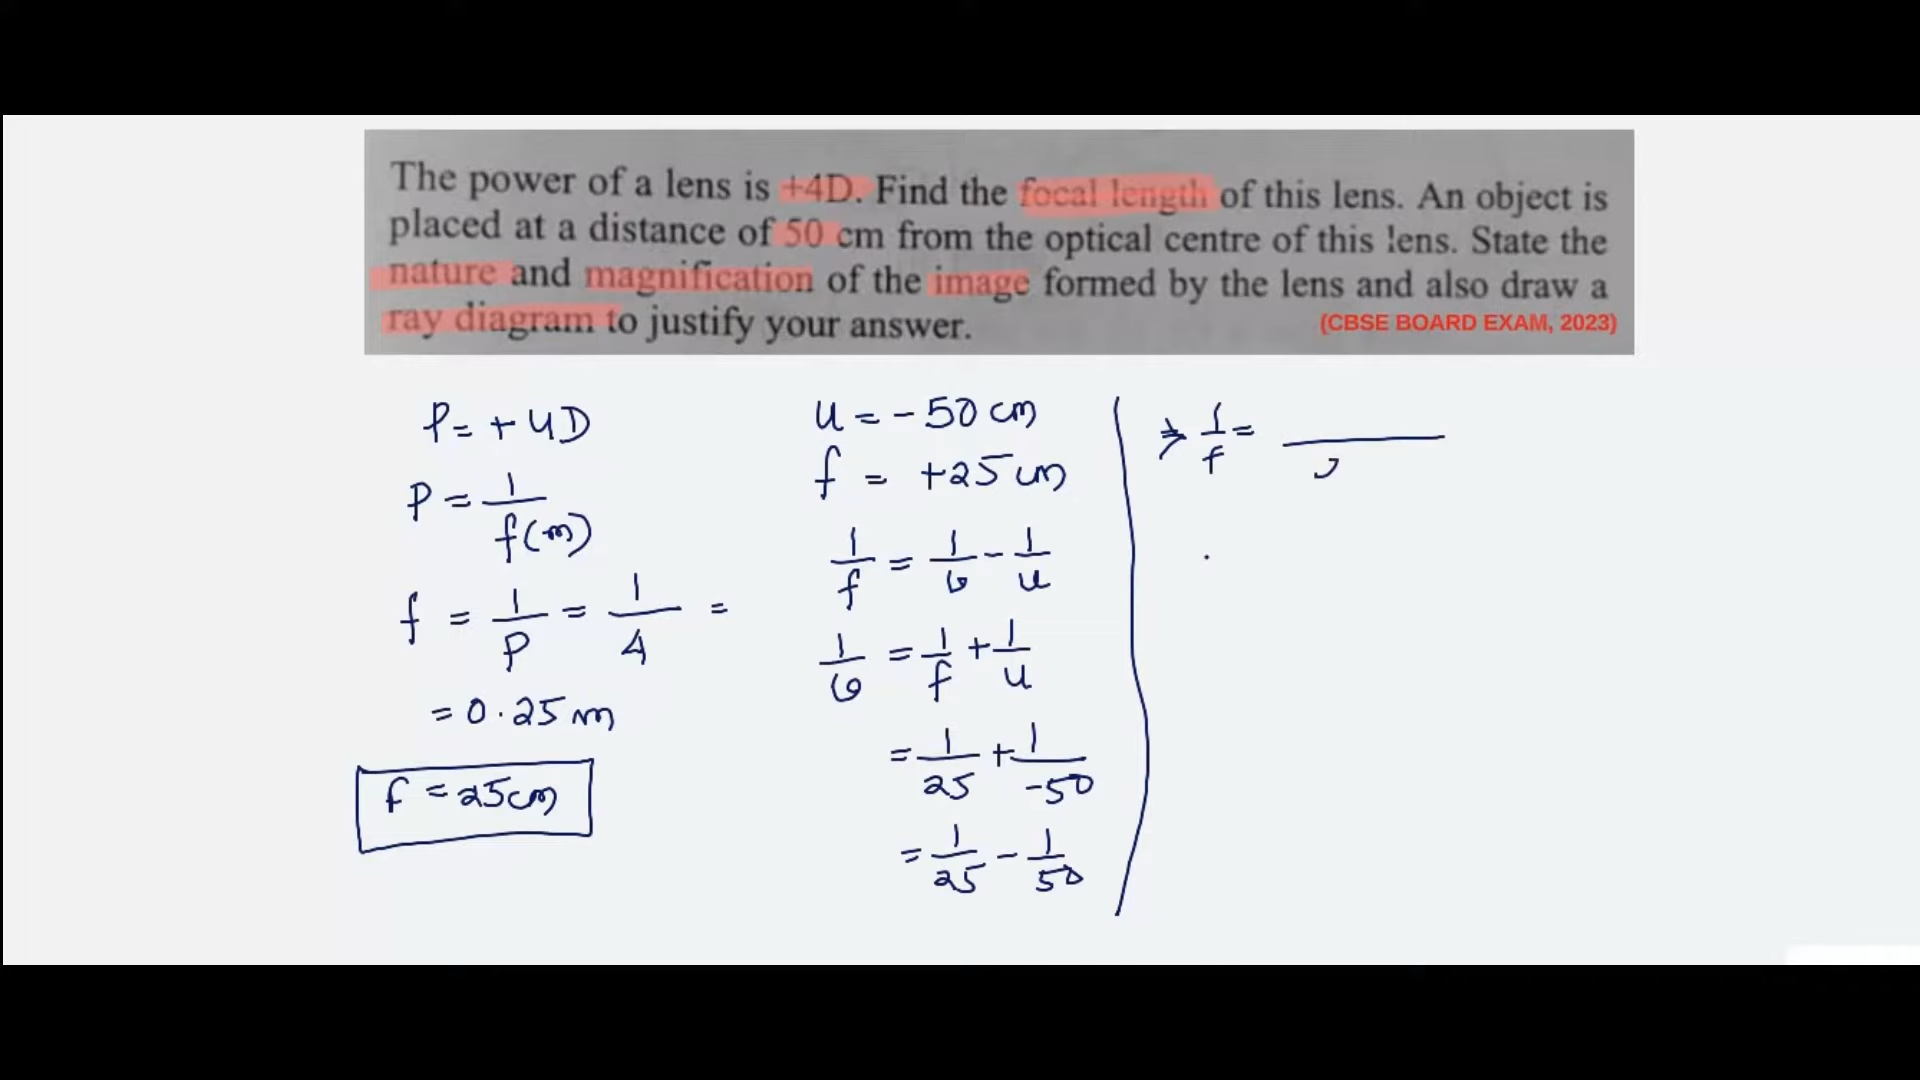 The power of a lens is +4D. Find the focal length of this lens. An object is
placed at a distance of 50 cm from the optical centre of this lens. State the
nature and magnification of the image formed by the lens and also draw a
ray diagram to justify your answer.
(CBSE BOARD EXAM, 2023)
P = +4D
P = 1/f(m)
f = 1/P = 1/4 =
= 0.25 m
f = 25cm
u = -50 cm
f = +25 cm
1/f = 1/v - 1/u
1/v = 1/f + 1/u
= 1/25 + 1/-50
= 1/25 - 1/50
⇒ 1/f =